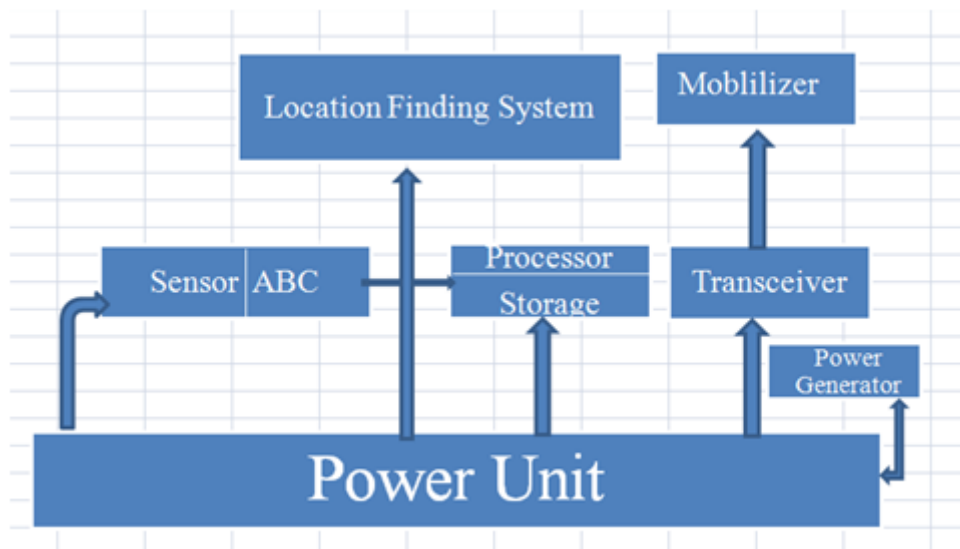 Location Finding System
Moblilizer
Sensor ABC
Processor
Storage
Transceiver
Power
Generator
Power Unit